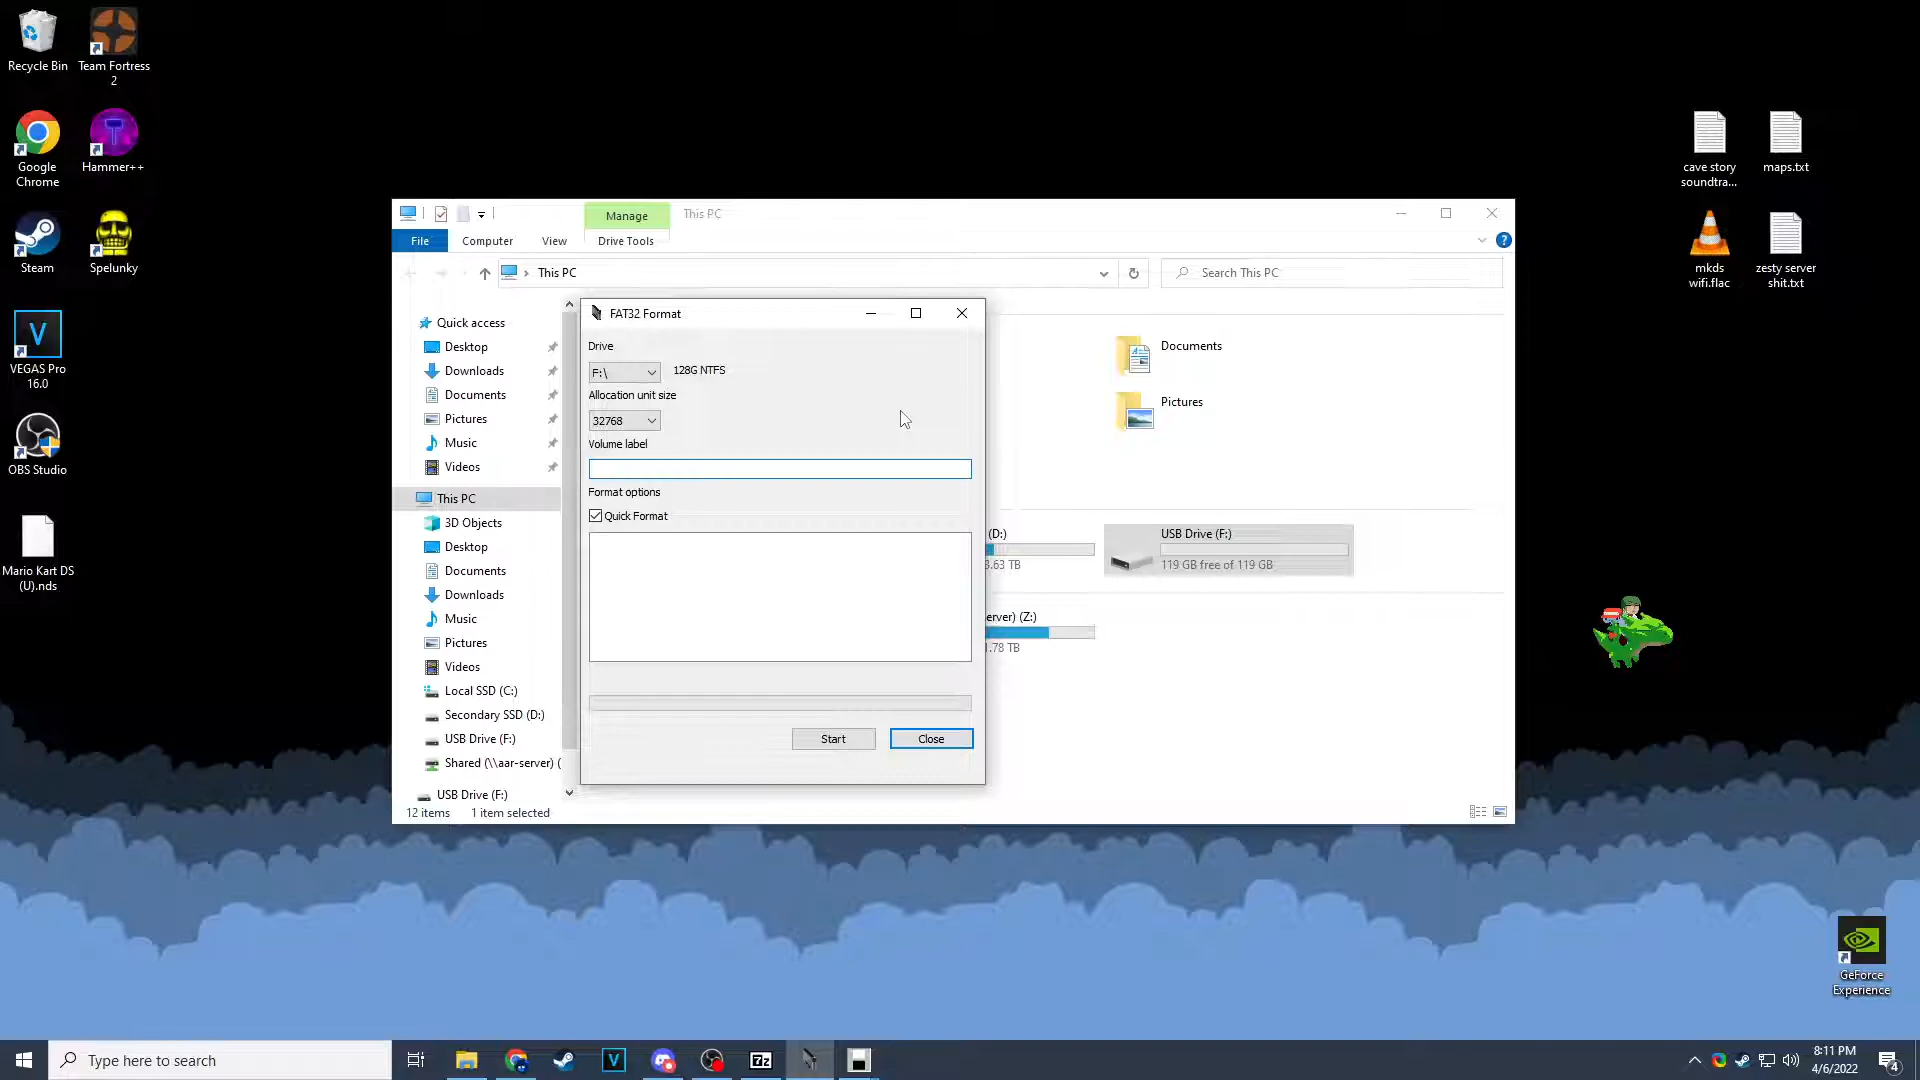 Recycle Bin
Team Fortress
2
Google
Chrome
Hammer++
Steam
Spelunky
V
VEGAS Pro
16.0
OBS Studio
Mario Kart DS
(U).nds
cave story
soundtra...
maps.txt
mkds
wifi.flac
zesty server
shit.txt
Manage
This PC
File
Computer
View
Drive Tools
?
This PC
Search This PC
Quick access
Desktop
Downloads
Documents
Pictures
Music
Videos
This PC
3D Objects
Desktop
Documents
Downloads
Music
Pictures
Videos
Local SSD (C:)
Secondary SSD (D:)
USB Drive (F:)
Shared (\\aar-server) (
USB Drive (F:)
12 items
1 item selected
FAT32 Format
Drive
F:\
128G NTFS
Allocation unit size
32768
Volume label
Format options
Quick Format
Start
Close
Documents
Pictures
(D:)
3.63 TB
USB Drive (F:)
119 GB free of 119 GB
erver) (Z:)
1.78 TB
GeForce
Experience
Type here to search
V
7z
8:11 PM
4/6/2022
4